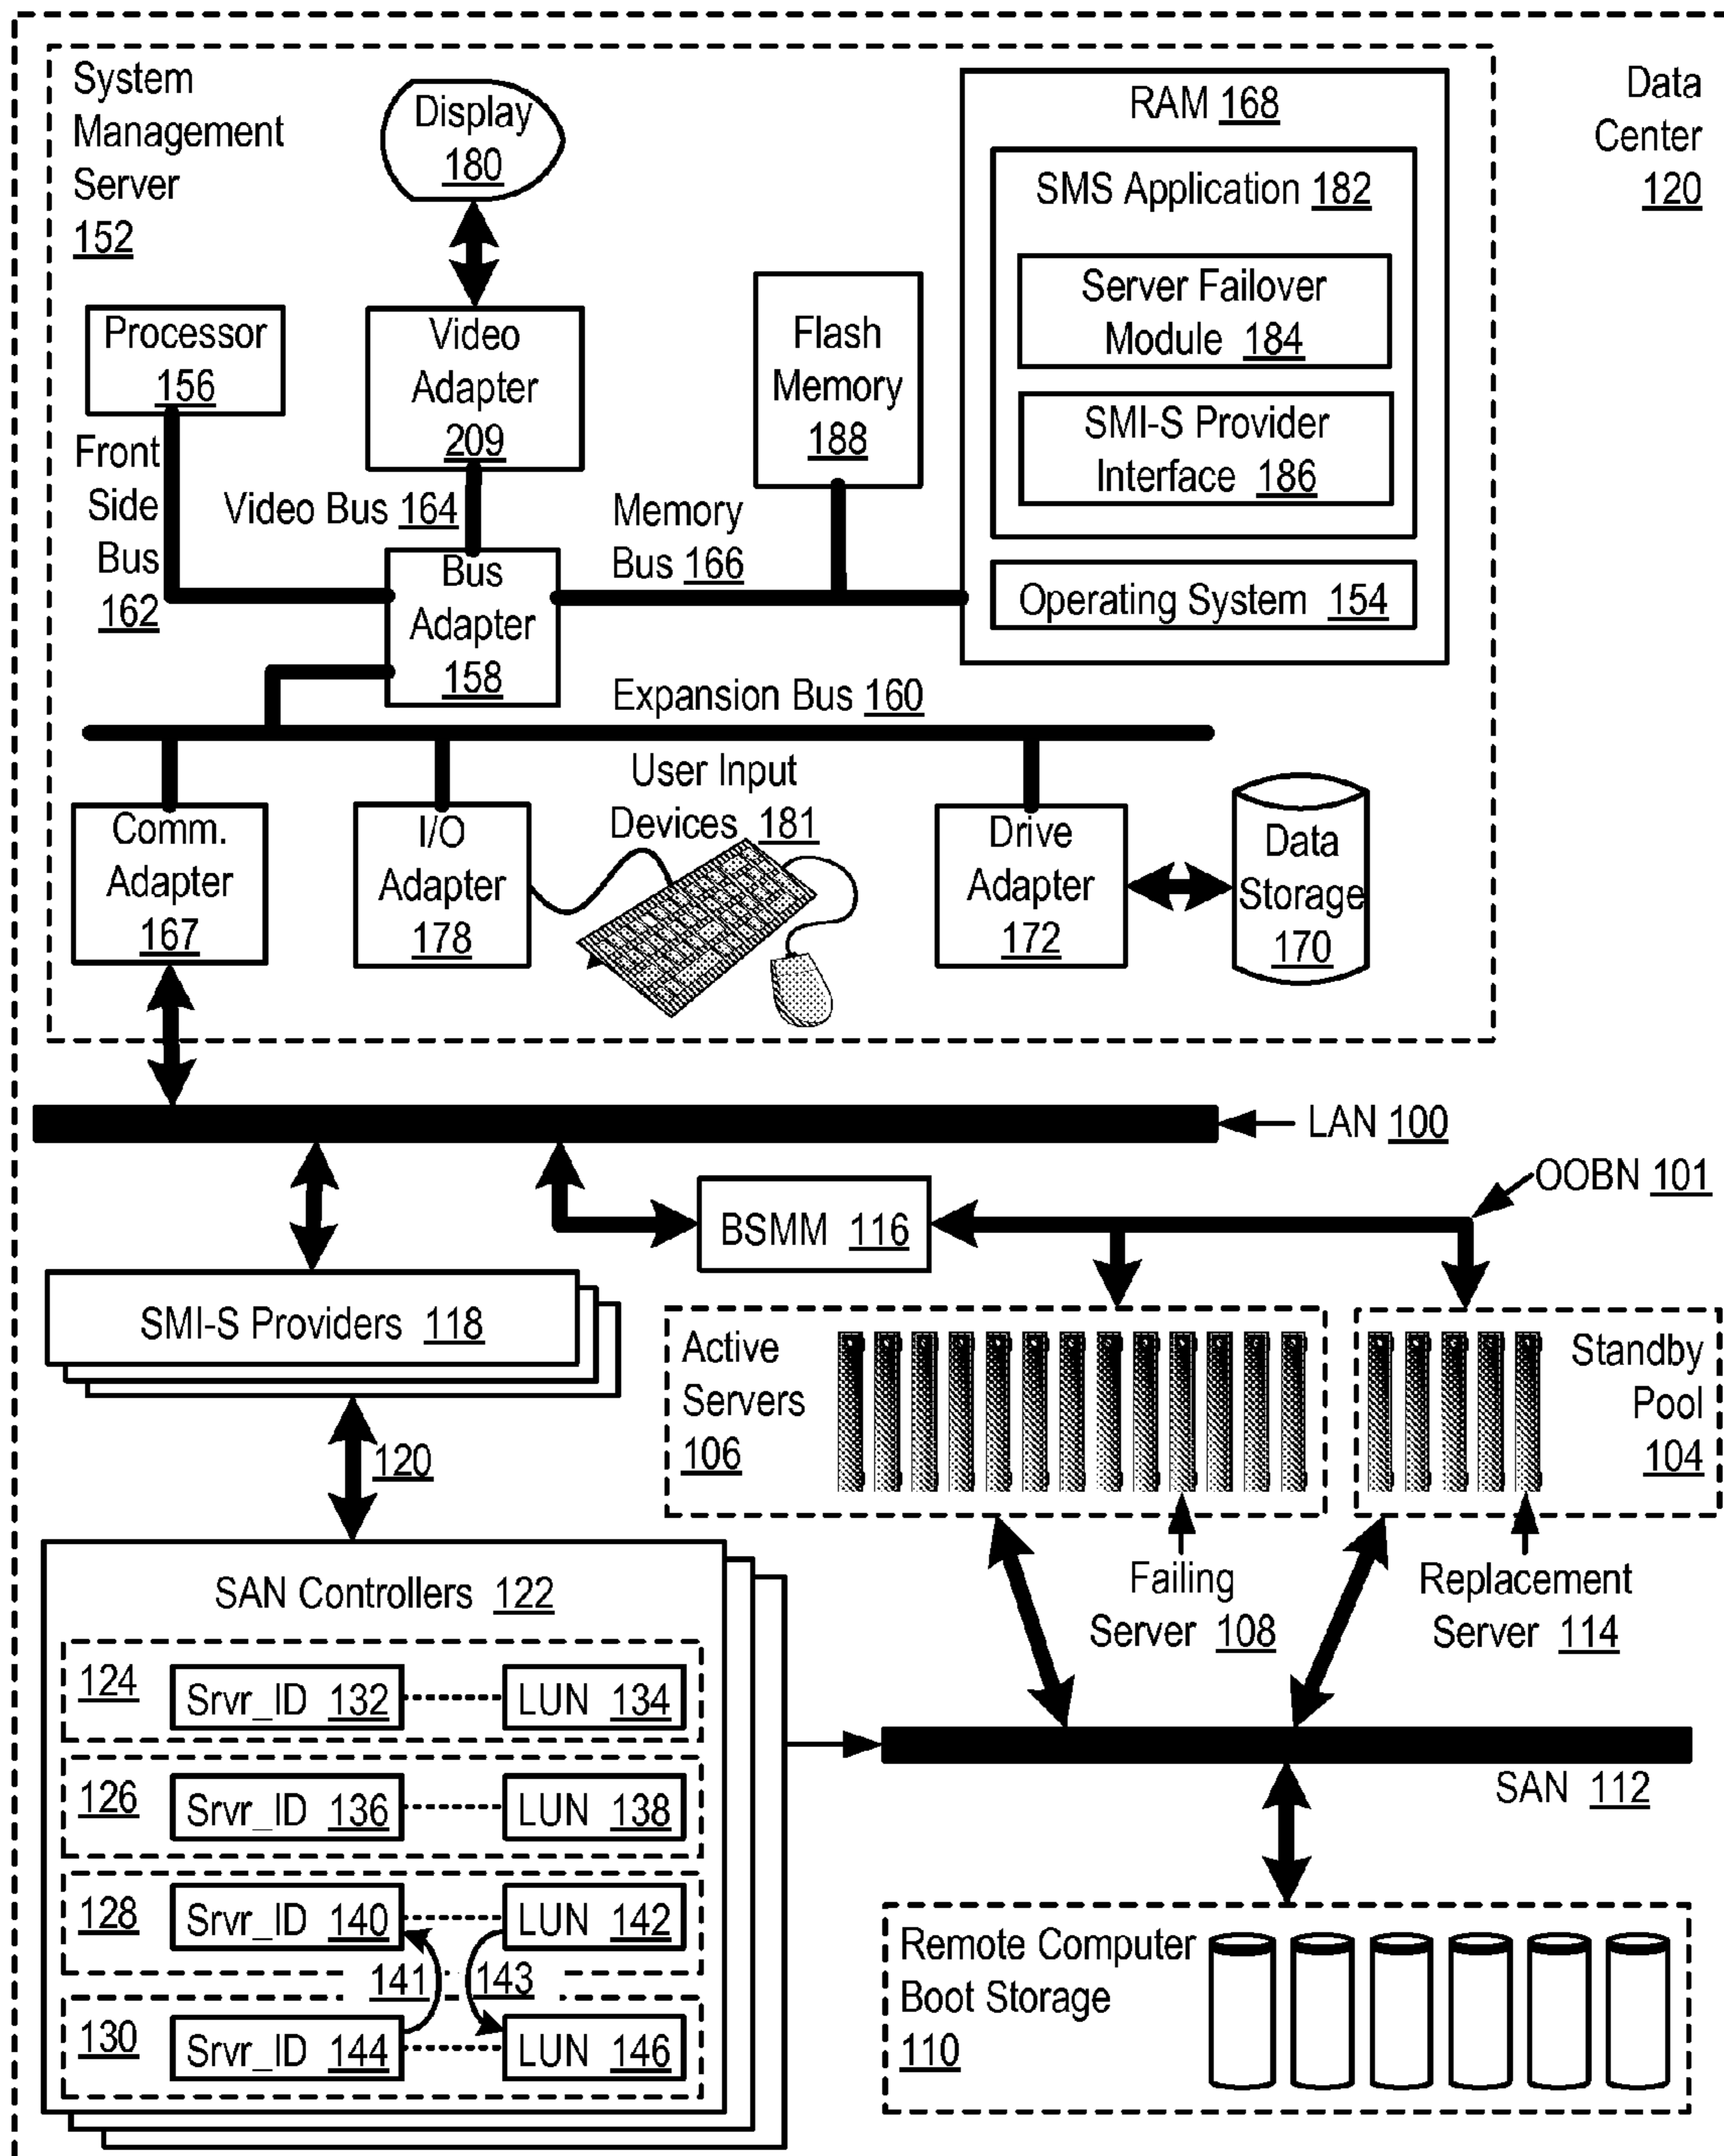 System
Management
Server
152
Display
180
RAM 168
Data
Center
120
SMS Application 182
Server Failover
Module 184
SMI-S Provider
Interface 186
Operating System 154
Processor
156
Video
Adapter
209
Flash
Memory
188
Front
Side
Bus
162
Video Bus 164
Memory
Bus 166
Bus
Adapter
158
Expansion Bus 160
Comm.
Adapter
167
I/O
Adapter
178
User Input
Devices 181
Drive
Adapter
172
Data
Storage
170
LAN 100
OOBN 101
BSMM 116
SMI-S Providers 118
Active
Servers
106
Standby
Pool
104
120
Failing
Server 108
Replacement
Server 114
SAN Controllers 122
124
Srvr_ID 132
LUN 134
126
Srvr_ID 136
LUN 138
128
Srvr_ID 140
LUN 142
141
143
130
Srvr_ID 144
LUN 146
SAN 112
Remote Computer
Boot Storage
110